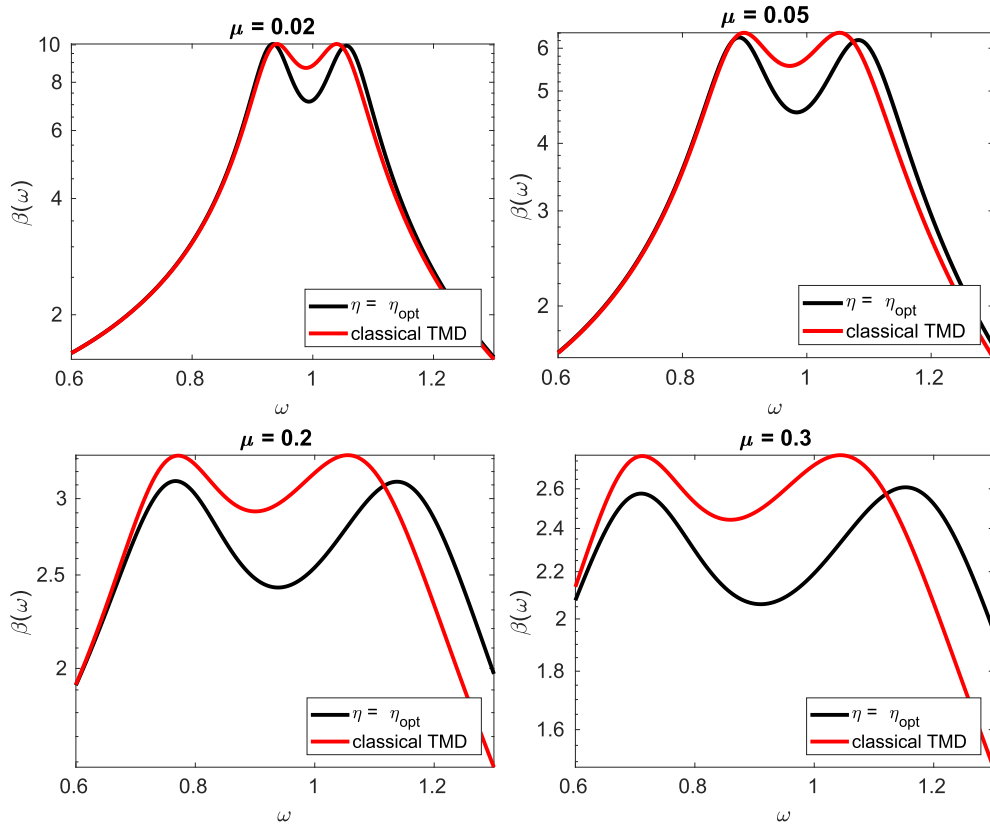 μ = 0.02
β(ω)
10
8
6
4
2
η = η_opt
classical TMD
0.6 0.8 1 1.2
ω
μ = 0.05
β(ω)
6
5
4
3
2
η = η_opt
classical TMD
0.6 0.8 1 1.2
ω
μ = 0.2
β(ω)
3
2.5
2
η = η_opt
classical TMD
0.6 0.8 1 1.2
ω
μ = 0.3
β(ω)
2.6
2.4
2.2
2
1.8
1.6
η = η_opt
classical TMD
0.6 0.8 1 1.2
ω